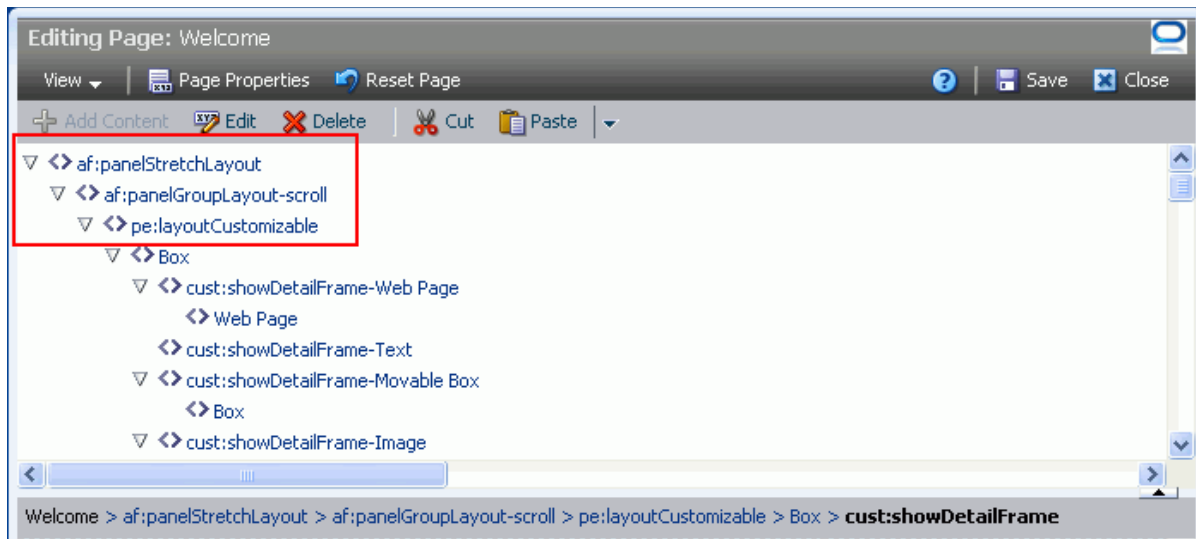 Editing Page: Welcome
View Page Properties Reset Page ? Save Close
Add Content Edit Delete Cut Paste
<> af:panelStretchLayout
<> af:panelGroupLayout-scroll
<> pe:layoutCustomizable
<> Box
<> cust:showDetailFrame-Web Page
<> Web Page
<> cust:showDetailFrame-Text
<> cust:showDetailFrame-Movable Box
<> Box
<> cust:showDetailFrame-Image
Welcome > af:panelStretchLayout > af:panelGroupLayout-scroll > pe:layoutCustomizable > Box > cust:showDetailFrame